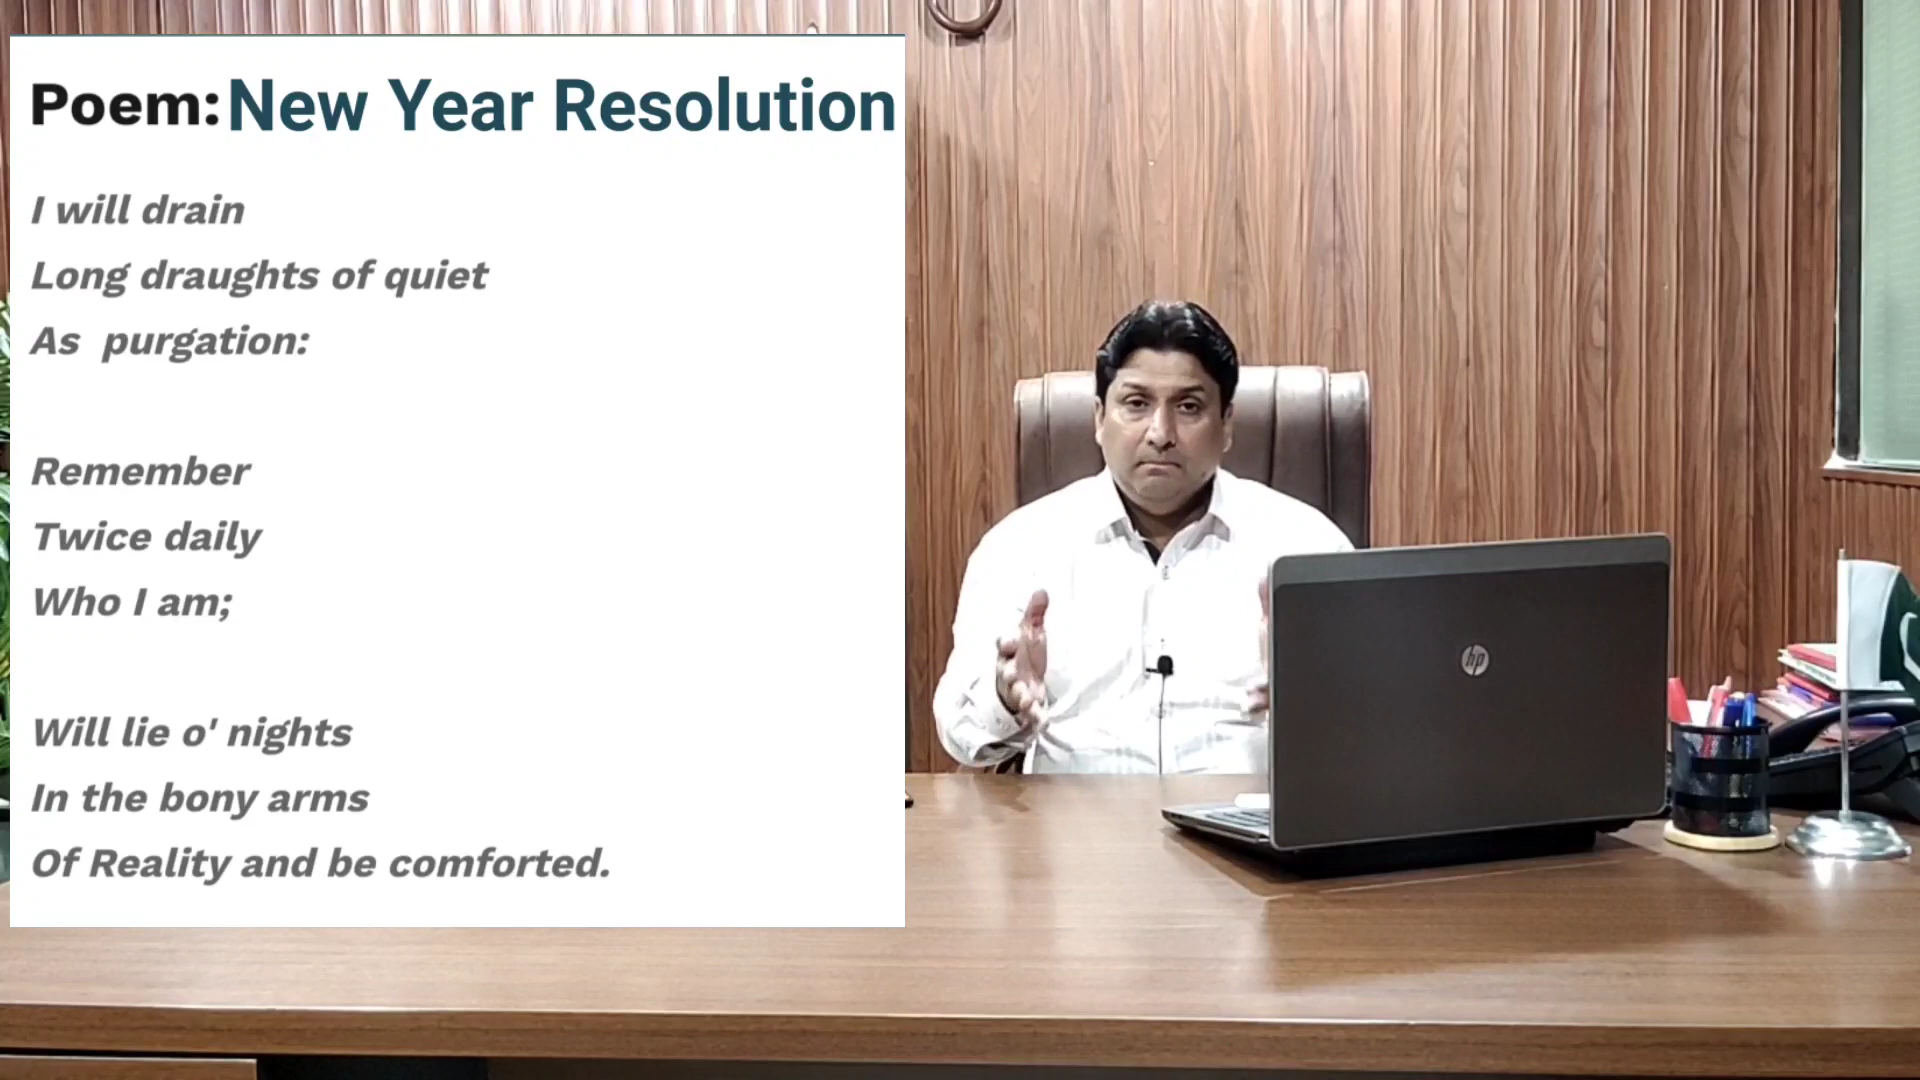 Poem: New Year Resolution
I will drain
Long draughts of quiet
As purgation:
Remember
Twice daily
Who I am;
Will lie o' nights
In the bony arms
Of Reality and be comforted.
hp